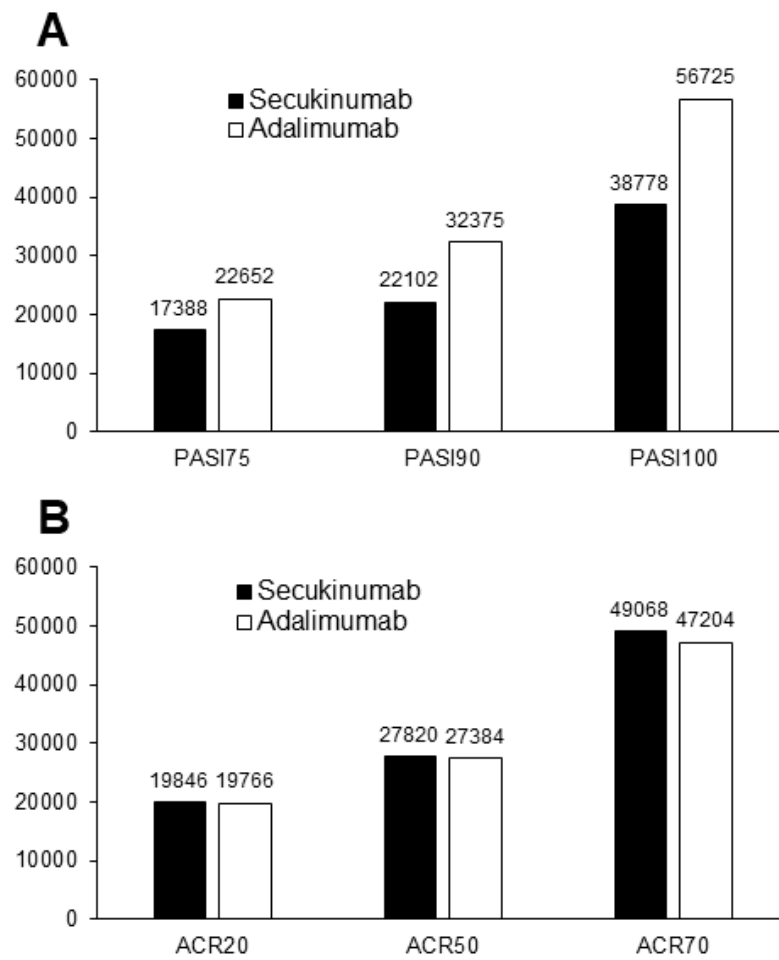 A
60000
50000
40000
30000
20000
10000
0
Secukinumab
Adalimumab
17388
22652
22102
32375
38778
56725
PASI75
PASI90
PASI100
B
60000
50000
40000
30000
20000
10000
0
Secukinumab
Adalimumab
19846
19766
27820
27384
49068
47204
ACR20
ACR50
ACR70